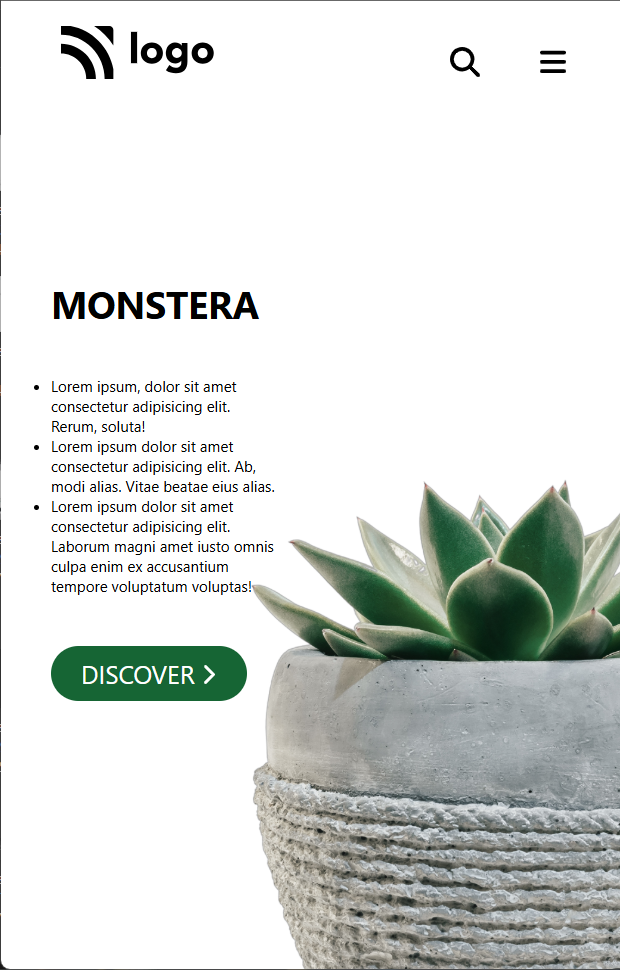 logo
MONSTERA
Lorem ipsum, dolor sit amet
consectetur adipisicing elit.
Rerum, soluta!
Lorem ipsum dolor sit amet
consectetur adipisicing elit. Ab,
modi alias. Vitae beatae eius alias.
Lorem ipsum dolor sit amet
consectetur adipisicing elit.
Laborum magni amet iusto omnis
culpa enim ex accusantium
tempore voluptatum voluptas!
DISCOVER